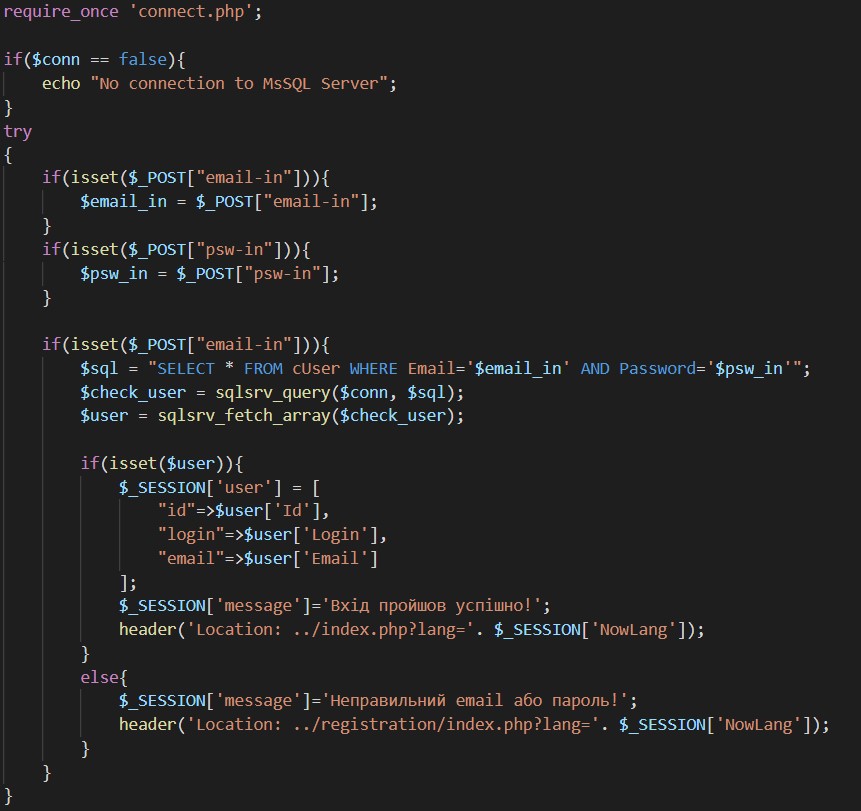 require_once 'connect.php';
if($conn == false){
echo "No connection to MsSQL Server";
}
try
{
if(isset($_POST["email-in"])){
$email_in = $_POST["email-in"];
}
if(isset($_POST["psw-in"])){
$psw_in = $_POST["psw-in"];
}
if(isset($_POST["email-in"])){
$sql = "SELECT * FROM cUser WHERE Email='$email_in' AND Password='$psw_in'";
$check_user = sqlsrv_query($conn, $sql);
$user = sqlsrv_fetch_array($check_user);
if(isset($user)){
$_SESSION['user'] = [
"id"=>$user['Id'],
"login"=>$user['Login'],
"email"=>$user['Email']
];
$_SESSION['message']='Вхід пройшов успішно!';
header('Location: ../index.php?lang='. $_SESSION['NowLang']);
}
else{
$_SESSION['message']='Неправильний email або пароль!';
header('Location: ../registration/index.php?lang='. $_SESSION['NowLang']);
}
}
}